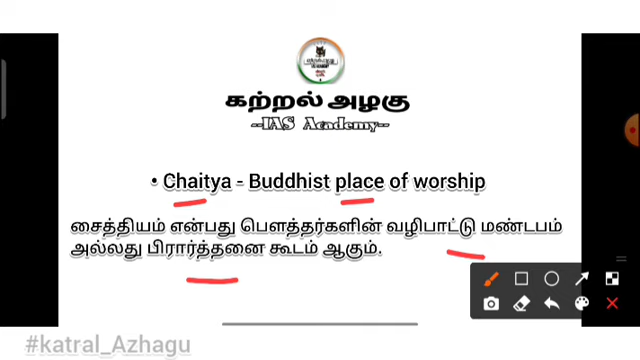 கற்றல் அழகு
--IAS Academy--
• Chaitya - Buddhist place of worship
சைத்தியம் என்பது பௌத்தர்களின் வழிபாட்டு மண்டபம்
அல்லது பிரார்த்தனை கூடம் ஆகும்.
#katral_Azhagu